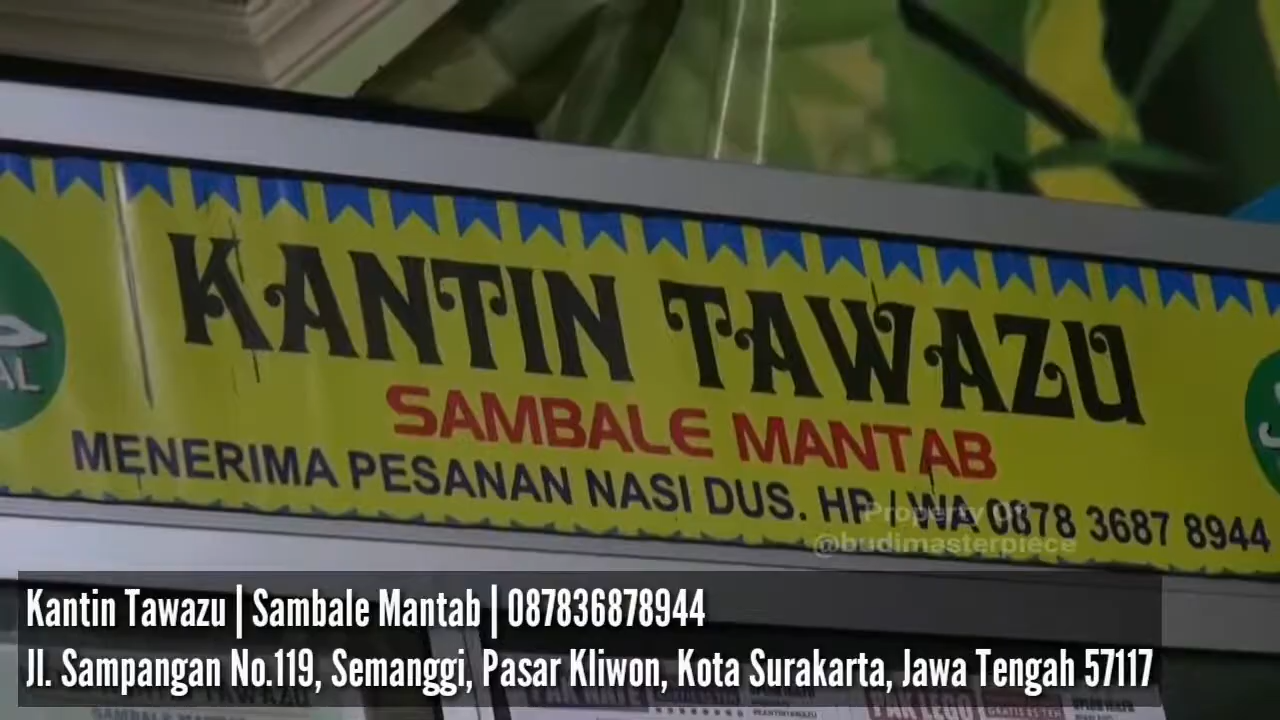 KANTIN TAWAZU
SAMBALE MANTAB
MENERIMA PESANAN NASI DUS. HP / WA 0878 3687 8944
Property Of
@budimasterpiece
Kantin Tawazu | Sambale Mantab | 087836878944
Jl. Sampangan No.119, Semanggi, Pasar Kliwon, Kota Surakarta, Jawa Tengah 57117